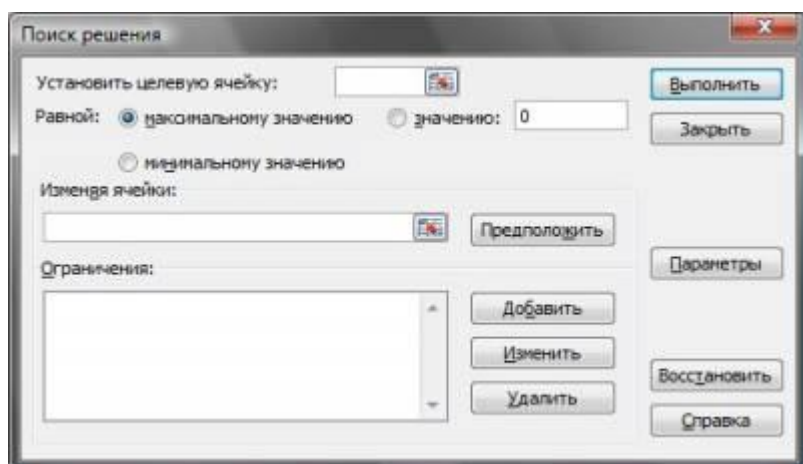 Поиск решения
Установить целевую ячейку:
Выполнить
Равной: максимальному значению значению: 0
Закрыть
минимальному значению
Изменяя ячейки:
Предположить
Ограничения:
Параметры
Добавить
Изменить
Восстановить
Удалить
Справка